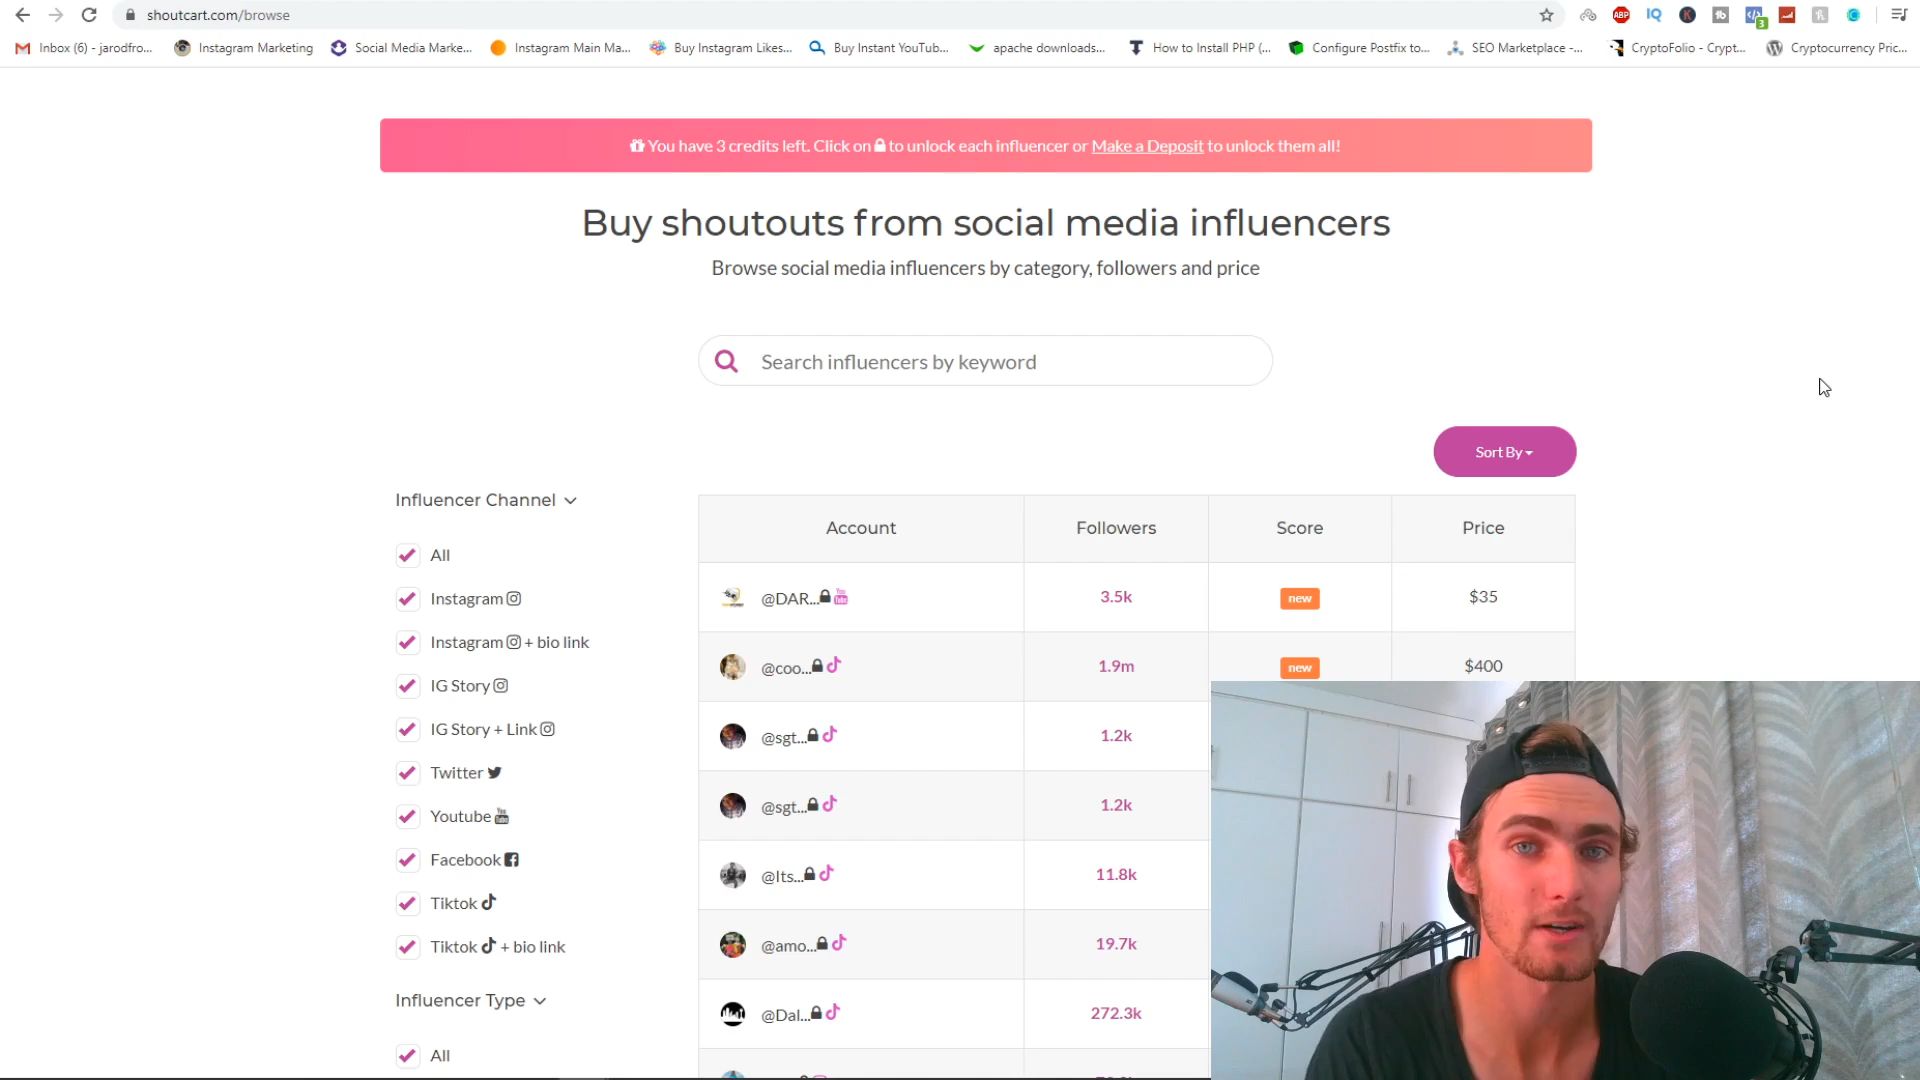 shoutcart.com/browse
Inbox (6) - jarodfro...
Instagram Marketing
Social Media Marke...
Instagram Main Ma...
Buy Instagram Likes...
Buy Instant YouTub...
apache downloads...
How to Install PHP (...
Configure Postfix to...
SEO Marketplace -...
CryptoFolio - Crypt...
Cryptocurrency Pric...
You have 3 credits left. Click on to unlock each influencer or Make a Deposit to unlock them all!
Buy shoutouts from social media influencers
Browse social media influencers by category, followers and price
Search influencers by keyword
Sort By
Influencer Channel
All
Instagram
Instagram + bio link
IG Story
IG Story + Link
Twitter
Youtube
Facebook
Tiktok
Tiktok + bio link
Influencer Type
All
Account Followers Score Price
@DAR... 3.5k new $35
@coo... 1.9m new $400
@sgt... 1.2k
@sgt... 1.2k
@Its... 11.8k
@amo... 19.7k
@Dal... 272.3k